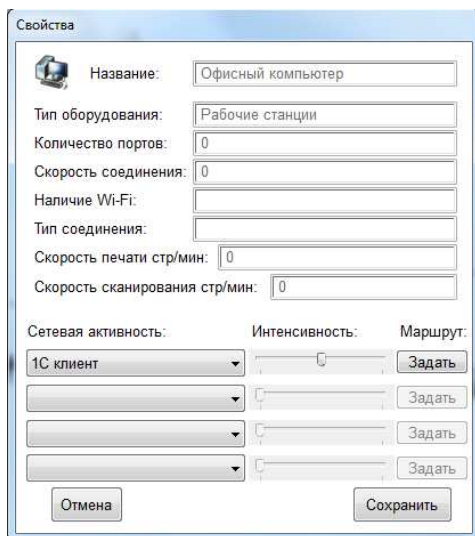 Свойства
Название: Офисный компьютер
Тип оборудования: Рабочие станции
Количество портов: 0
Скорость соединения: 0
Наличие Wi-Fi:
Тип соединения:
Скорость печати стр/мин: 0
Скорость сканирования стр/мин: 0
Сетевая активность: Интенсивность: Маршрут:
1С клиент Задать
Задать
Задать
Задать
Отмена Сохранить